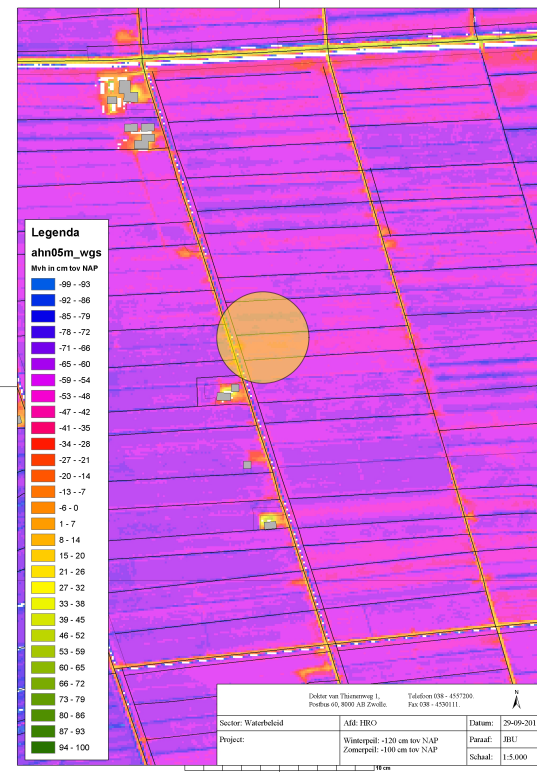 Legenda
ahn05m_wgs
Mvh in cm tov NAP
-99 - -93
-92 - -86
-85 - -79
-78 - -72
-71 - -66
-65 - -60
-59 - -54
-53 - -48
-47 - -42
-41 - -35
-34 - -28
-27 - -21
-20 - -14
-13 - -7
-6 - 0
1 - 7
8 - 14
15 - 20
21 - 26
27 - 32
33 - 38
39 - 45
46 - 52
53 - 59
60 - 65
66 - 72
73 - 79
80 - 86
87 - 93
94 - 100
Dokter van Thienenweg 1, Telefoon 038 - 4557200.
Postbus 60, 8000 AB Zwolle. Fax 038 - 4530111.
N
Sector: Waterbeleid Afd: HRO Datum: 29-09-201
Project: Winterpeil: -120 cm tov NAP Paraaf: JBU
Zomerpeil: -100 cm tov NAP
Schaal: 1:5.000
10 cm